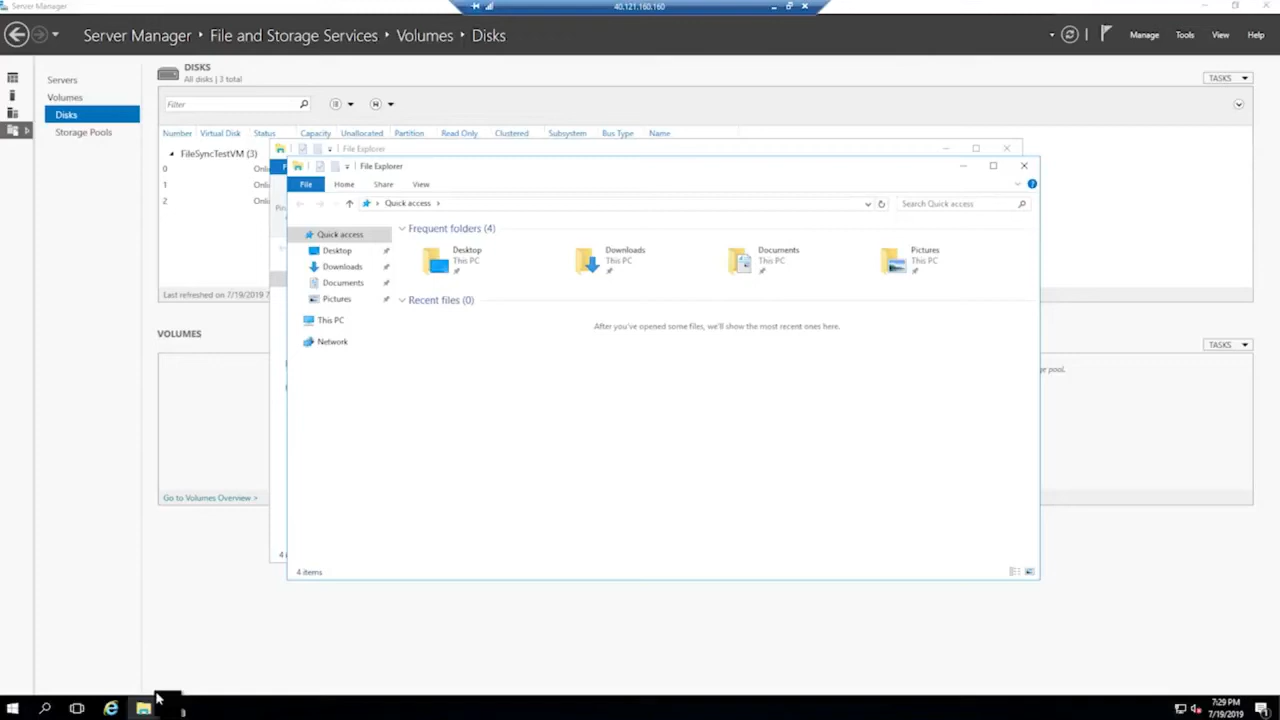 Server Manager
40.121.160.160
Server Manager › File and Storage Services › Volumes › Disks
Manage Tools View Help
Servers
Volumes
Disks
Storage Pools
DISKS
All disks | 3 total
TASKS
Filter
Number Virtual Disk Status Capacity Unallocated Partition Read Only Clustered Subsystem Bus Type Name
FileSyncTestVM (3)
0
1
2
Last refreshed on 7/19/2019 7
File Explorer
File Explorer
File Home Share View
Quick access
Search Quick access
Quick access
Desktop
Downloads
Documents
Pictures
This PC
Network
Frequent folders (4)
Desktop
This PC
Downloads
This PC
Documents
This PC
Pictures
This PC
Recent files (0)
After you've opened some files, we'll show the most recent ones here.
4 items
VOLUMES
TASKS
ge pool.
Go to Volumes Overview >
7:29 PM
7/19/2019